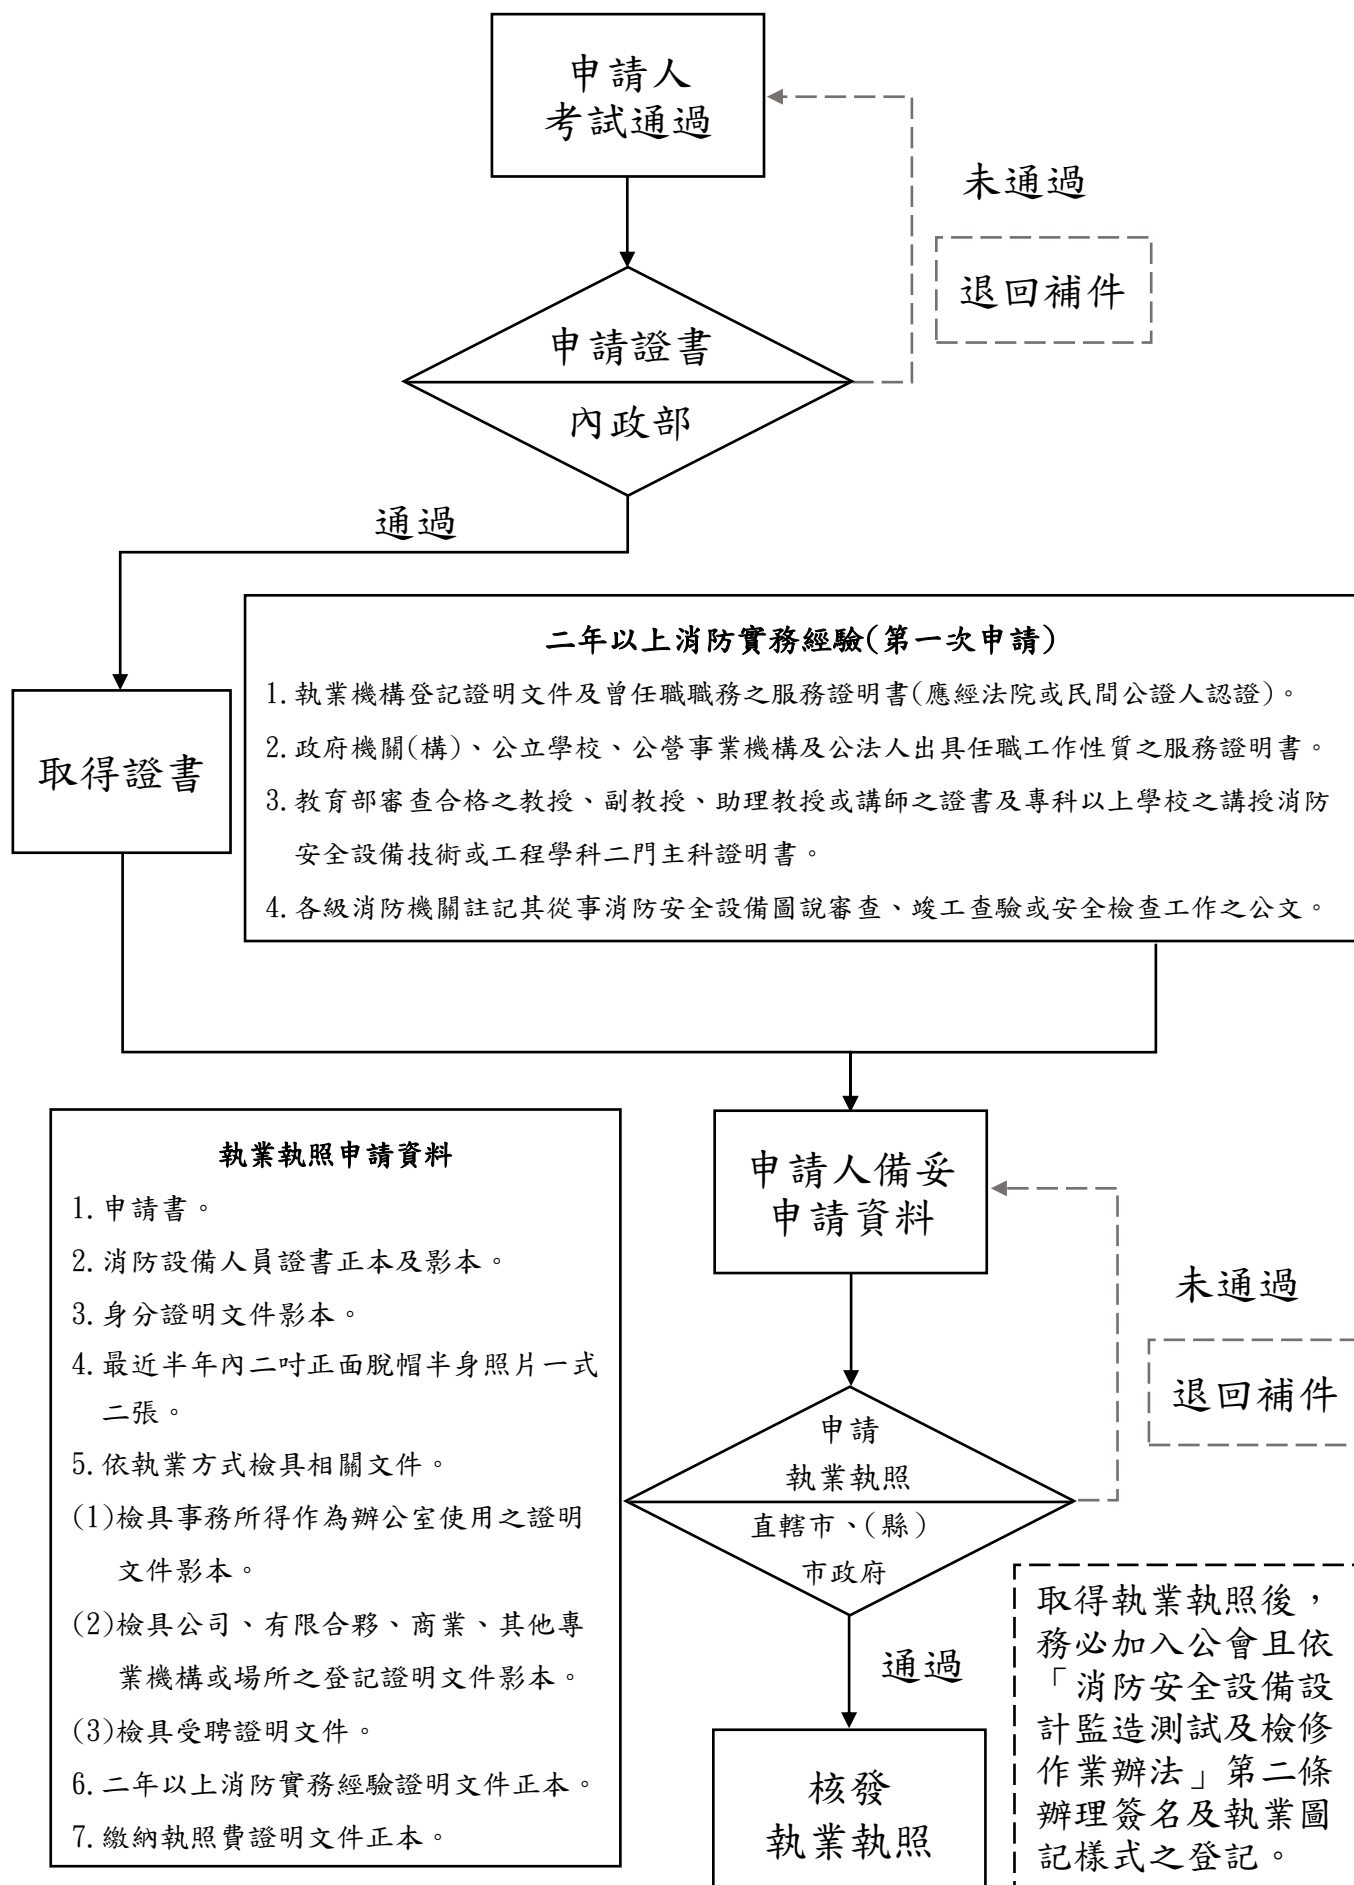 申請人
考試通過
未通過
退回補件
申請證書
內政部
通過
取得證書
二年以上消防實務經驗(第一次申請)
1.執業機構登記證明文件及曾任職職務之服務證明書(應經法院或民間公證人認證)。
2.政府機關(構)、公立學校、公營事業機構及公法人出具任職工作性質之服務證明書。
3.教育部審查合格之教授、副教授、助理教授或講師之證書及專科以上學校之講授消防
安全設備技術或工程學科二門主科證明書。
4.各級消防機關註記其從事消防安全設備圖說審查、竣工查驗或安全檢查工作之公文。
執業執照申請資料
1.申請書。
2.消防設備人員證書正本及影本。
3.身分證明文件影本。
4.最近半年內二吋正面脫帽半身照片一式
二張。
5.依執業方式檢具相關文件。
(1)檢具事務所得作為辦公室使用之證明
文件影本。
(2)檢具公司、有限合夥、商業、其他專
業機構或場所之登記證明文件影本。
(3)檢具受聘證明文件。
6.二年以上消防實務經驗證明文件正本。
7.繳納執照費證明文件正本。
申請人備妥
申請資料
未通過
退回補件
申請
執業執照
直轄市、(縣)
市政府
通過
核發
執業執照
取得執業執照後，
務必加入公會且依
「消防安全設備設
計監造測試及檢修
作業辦法」第二條
辦理簽名及執業圖
記樣式之登記。